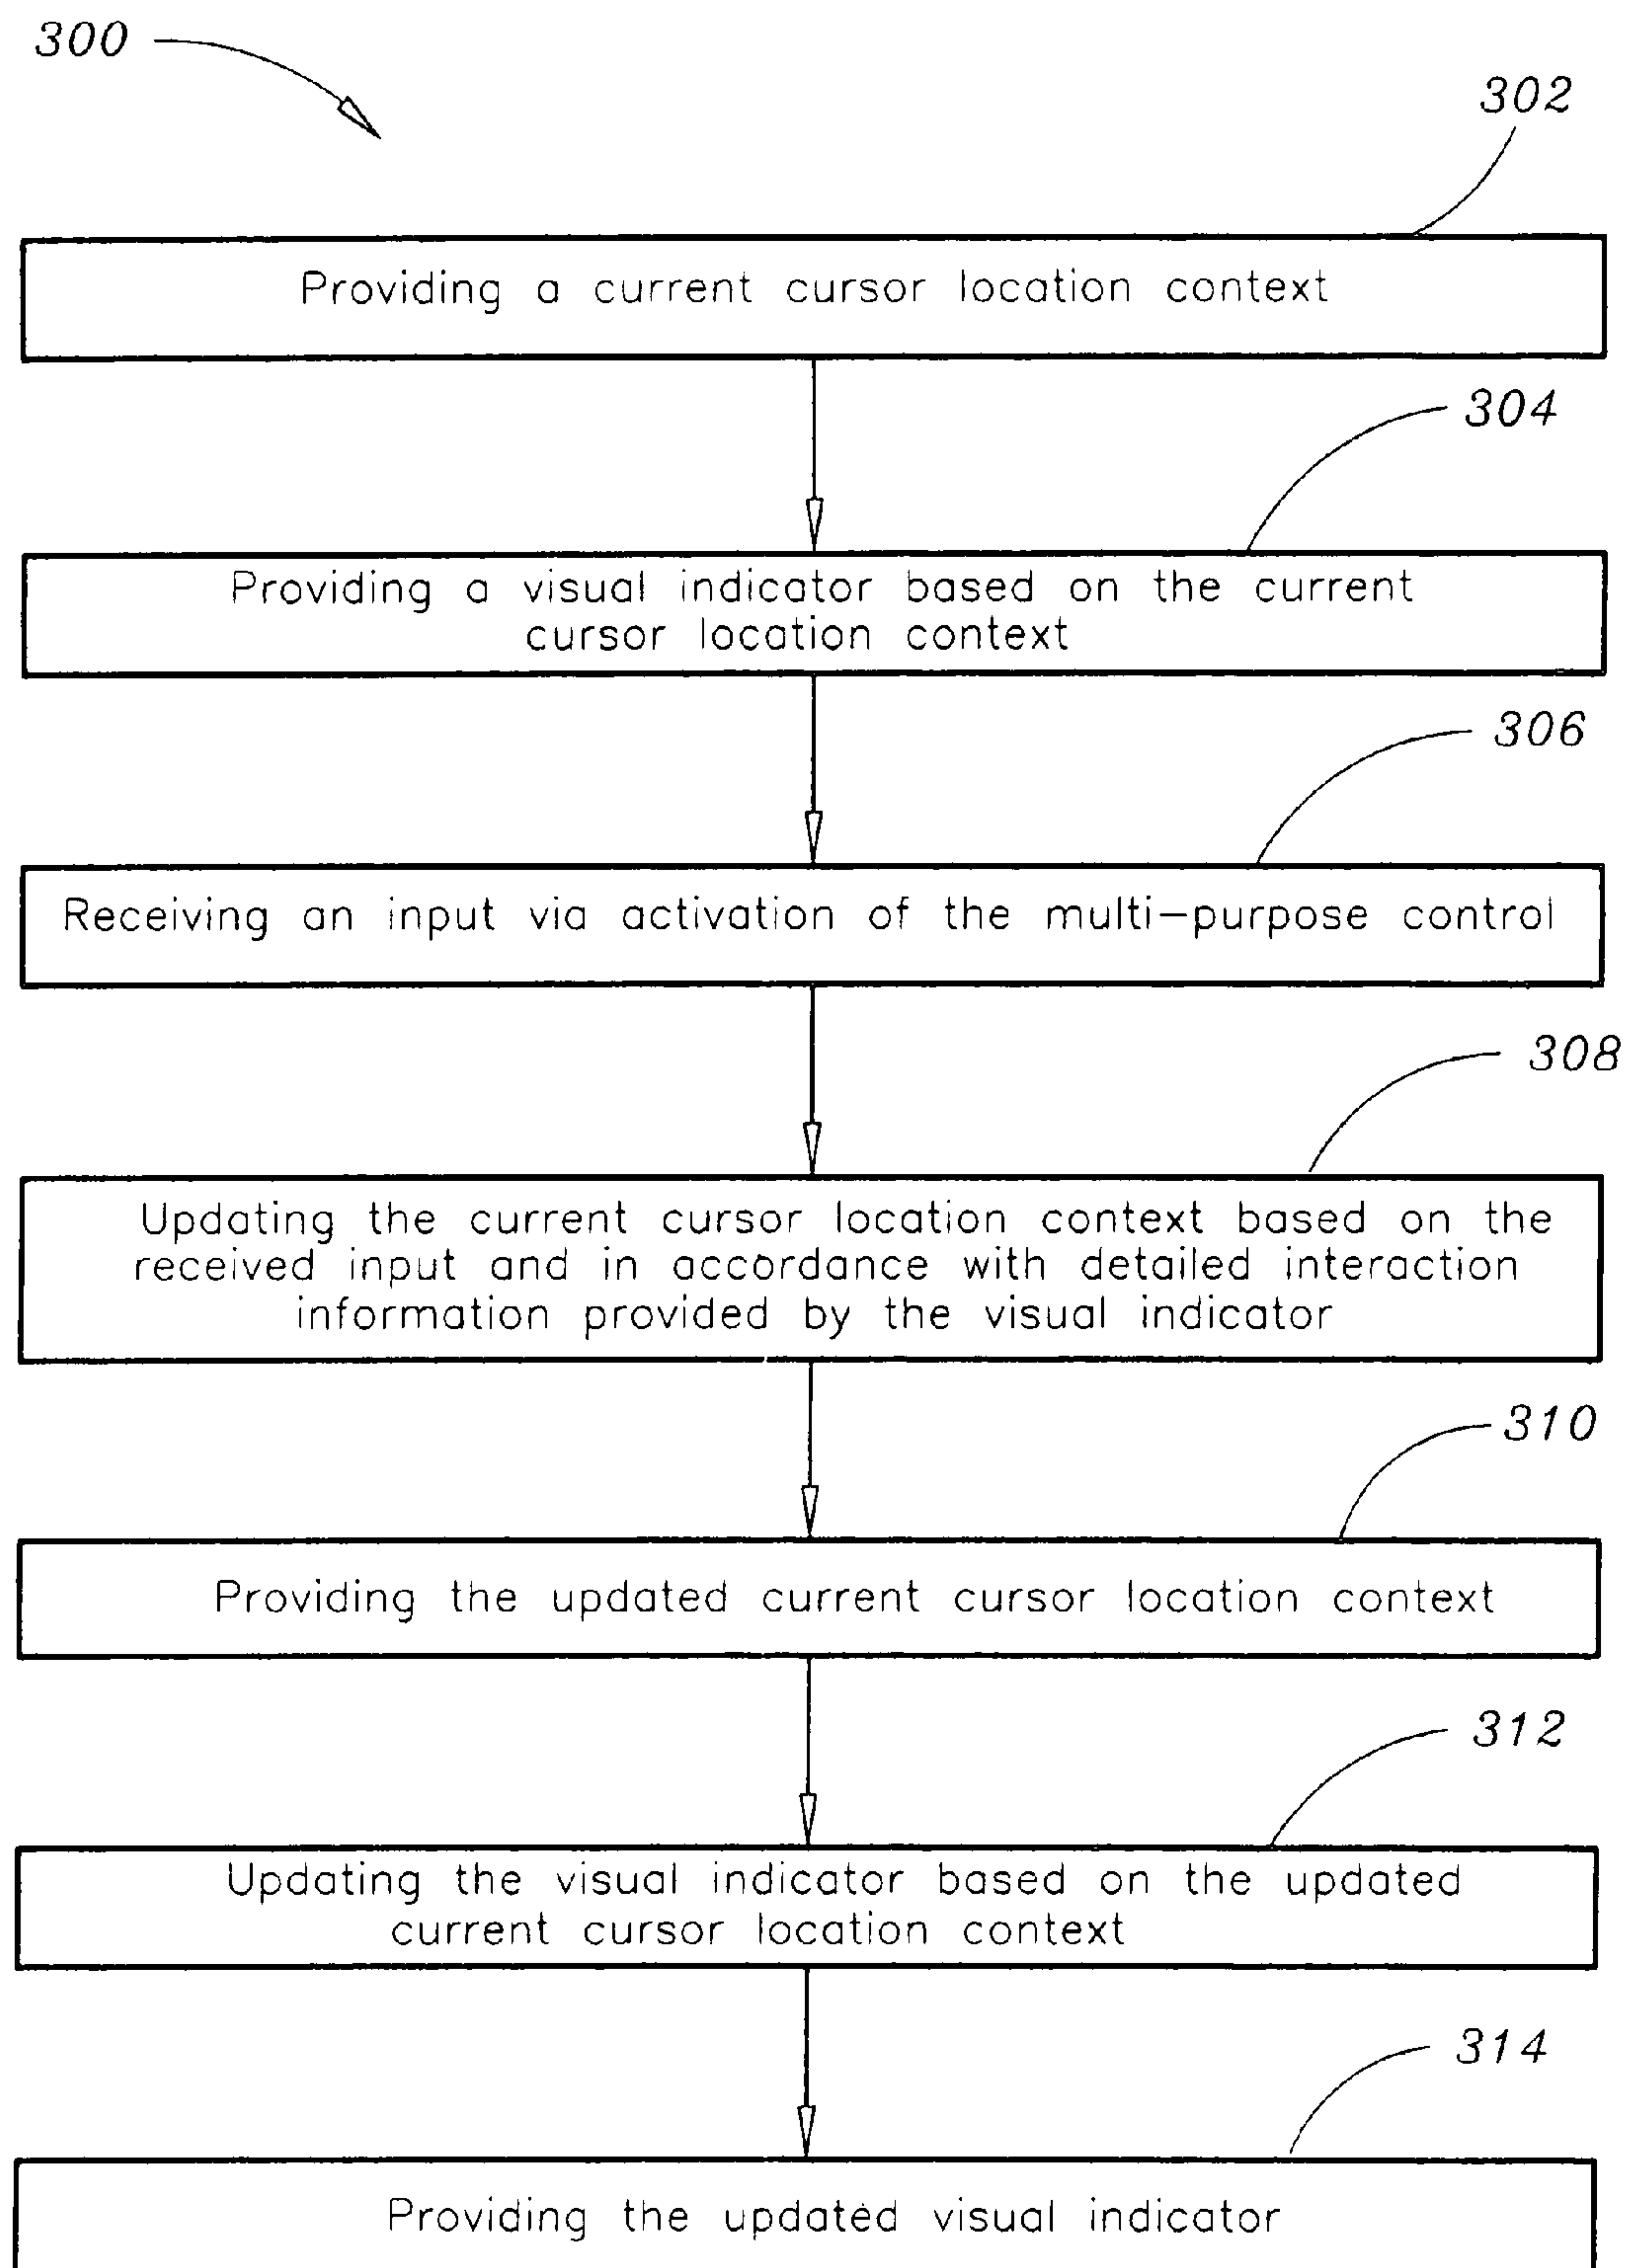 300
302
Providing a current cursor location context
304
Providing a visual indicator based on the current
cursor location context
306
Receiving an input via activation of the multi-purpose control
308
Updating the current cursor location context based on the
received input and in accordance with detailed interaction
information provided by the visual indicator
310
Providing the updated current cursor location context
312
Updating the visual indicator based on the updated
current cursor location context
314
Providing the updated visual indicator